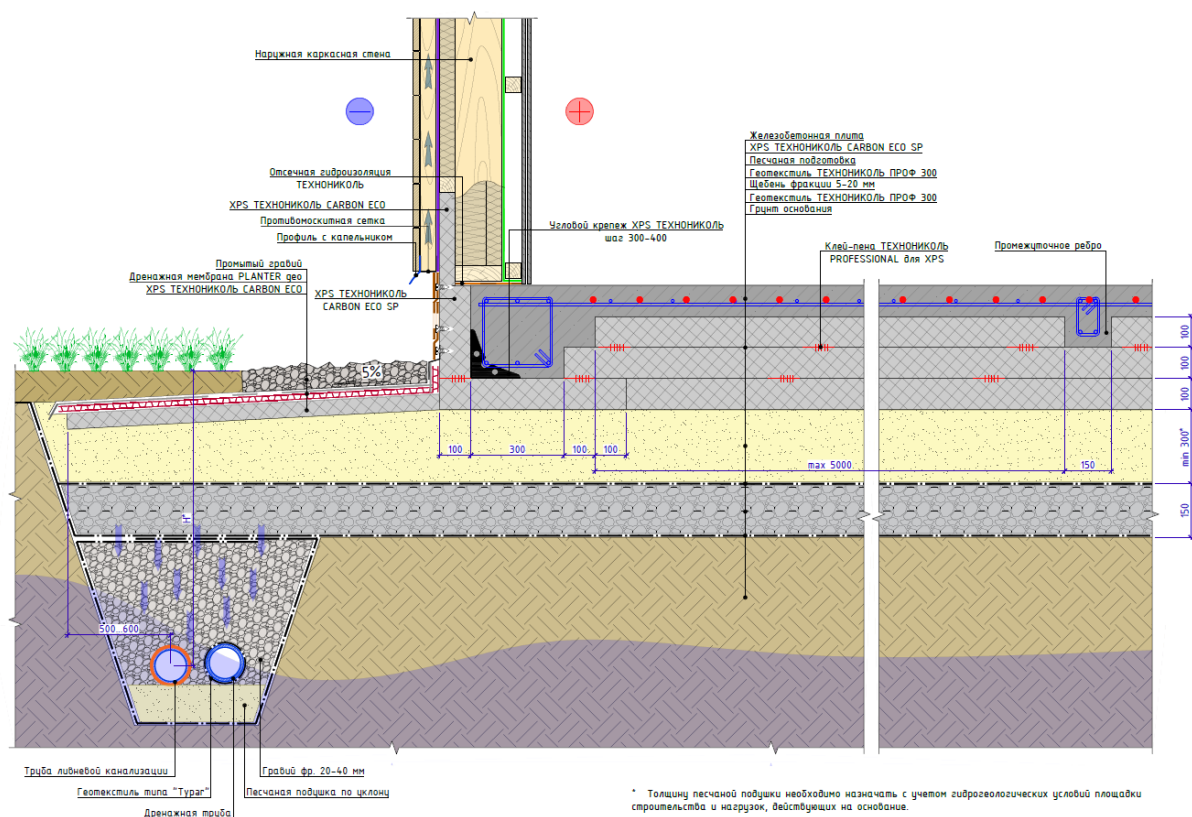 Наружная каркасная стена
Железобетонная плита
XPS ТЕХНОНИКОЛЬ CARBON ECO SP
Песчаная подготовка
Геотекстиль ТЕХНОНИКОЛЬ ПРОФ 300
Щебень фракции 5-20 мм
Геотекстиль ТЕХНОНИКОЛЬ ПРОФ 300
Грунт основания
Отсечная гидроизоляция
ТЕХНОНИКОЛЬ
XPS ТЕХНОНИКОЛЬ CARBON ECO
Противомоскитная сетка
Профиль с капельником
Угловой крепеж XPS ТЕХНОНИКОЛЬ
шаг 300-400
Клей-пена ТЕХНОНИКОЛЬ
PROFESSIONAL для XPS
Промежуточное ребро
Промытый гравий
Дренажная мембрана PLANTER geo
XPS ТЕХНОНИКОЛЬ CARBON ECO
XPS ТЕХНОНИКОЛЬ
CARBON ECO SP
5%
100
100
100
min 300*
150
100
300
100
100
max 5000
150
H*
500...600
Труба ливневой канализации
Геотекстиль типа "Typar"
Дренажная труба
Гравий фр. 20-40 мм
Песчаная подушка по уклону
* Толщину песчаной подушки необходимо назначать с учетом гидрогеологических условий площадки
строительства и нагрузок, действующих на основание.